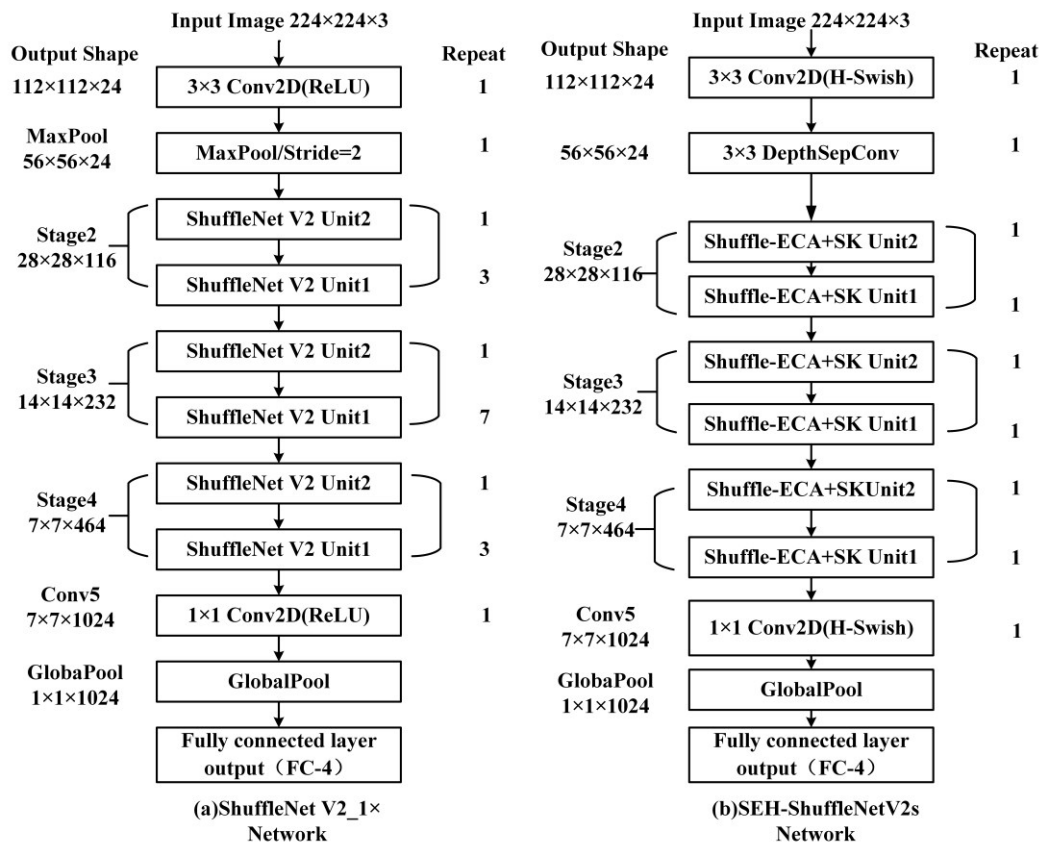 Input Image 224×224×3
Output Shape
Repeat
112×112×24
3×3 Conv2D(ReLU)
1
MaxPool
56×56×24
MaxPool/Stride=2
1
ShuffleNet V2 Unit2
1
Stage2
28×28×116
ShuffleNet V2 Unit1
3
ShuffleNet V2 Unit2
1
Stage3
14×14×232
ShuffleNet V2 Unit1
7
ShuffleNet V2 Unit2
1
Stage4
7×7×464
ShuffleNet V2 Unit1
3
Conv5
7×7×1024
1×1 Conv2D(ReLU)
1
GlobaPool
1×1×1024
GlobalPool
Fully connected layer
output（FC-4）
(a)ShuffleNet V2_1×
Network
Input Image 224×224×3
Output Shape
Repeat
112×112×24
3×3 Conv2D(H-Swish)
1
56×56×24
3×3 DepthSepConv
1
Shuffle-ECA+SK Unit2
1
Stage2
28×28×116
Shuffle-ECA+SK Unit1
1
Shuffle-ECA+SK Unit2
1
Stage3
14×14×232
Shuffle-ECA+SK Unit1
1
Shuffle-ECA+SKUnit2
1
Stage4
7×7×464
Shuffle-ECA+SK Unit1
1
Conv5
7×7×1024
1×1 Conv2D(H-Swish)
1
GlobaPool
1×1×1024
GlobalPool
Fully connected layer
output（FC-4）
(b)SEH-ShuffleNetV2s
Network